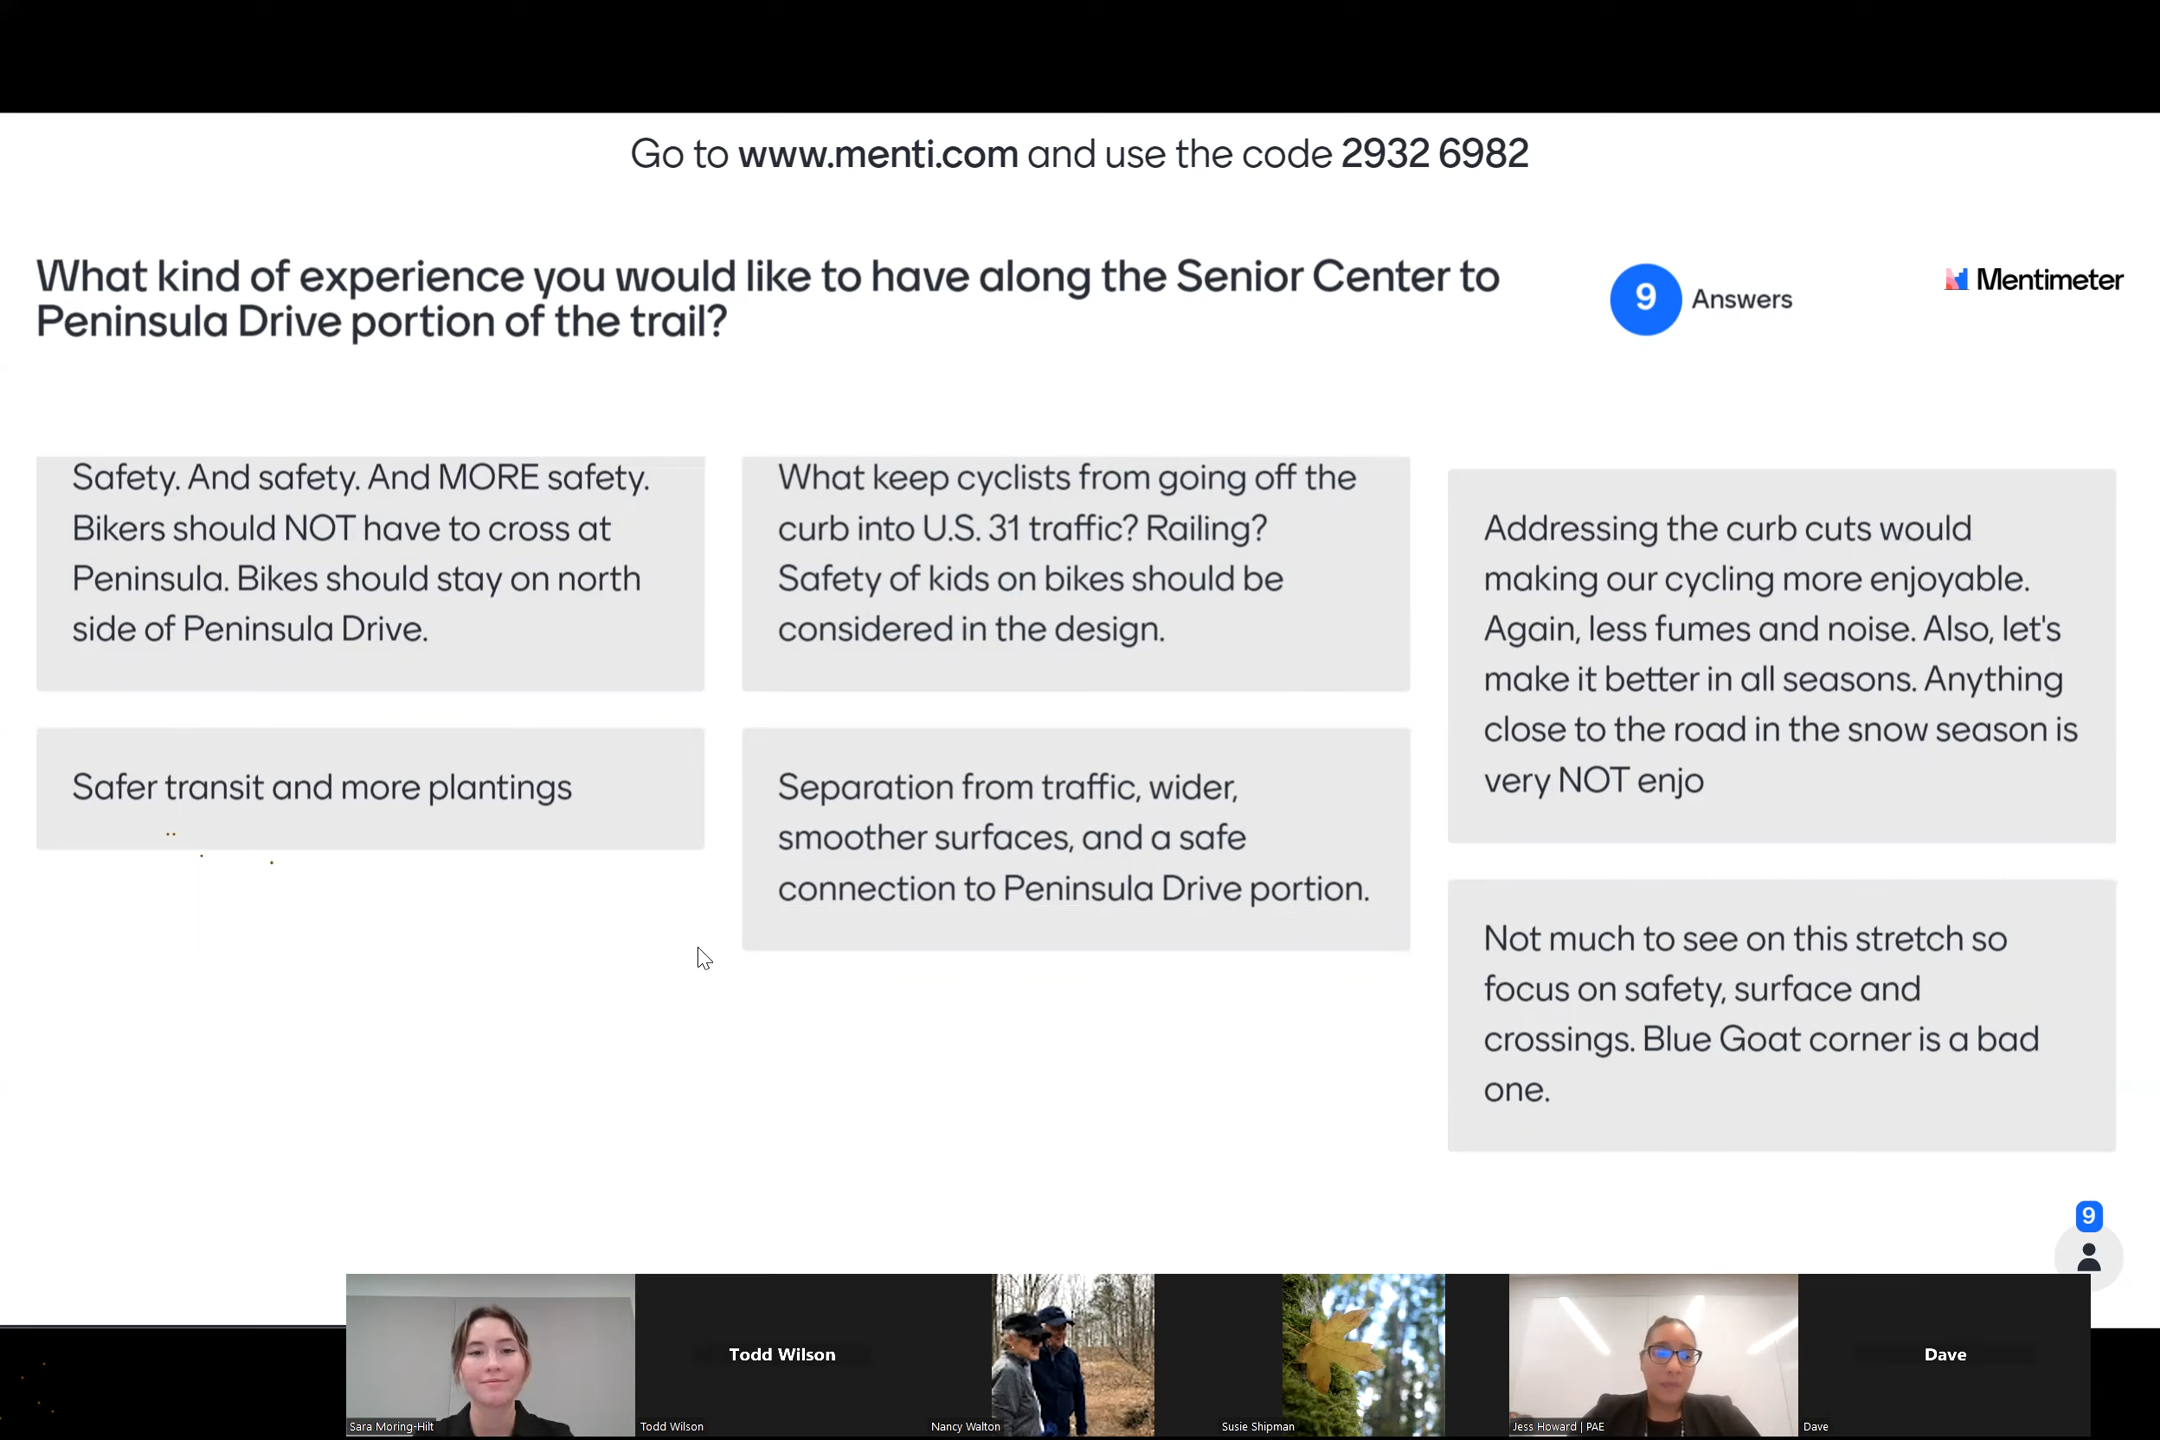 Go to www.menti.com and use the code 2932 6982
What kind of experience you would like to have along the Senior Center to
Peninsula Drive portion of the trail?
9
Answers
Mentimeter
Safety. And safety. And MORE safety.
Bikers should NOT have to cross at
Peninsula. Bikes should stay on north
side of Peninsula Drive.
Safer transit and more plantings
What keep cyclists from going off the
curb into U.S. 31 traffic? Railing?
Safety of kids on bikes should be
considered in the design.
Separation from traffic, wider,
smoother surfaces, and a safe
connection to Peninsula Drive portion.
Addressing the curb cuts would
making our cycling more enjoyable.
Again, less fumes and noise. Also, let's
make it better in all seasons. Anything
close to the road in the snow season is
very NOT enjo
Not much to see on this stretch so
focus on safety, surface and
crossings. Blue Goat corner is a bad
one.
9
Sara Moring-Hilt
Todd Wilson
Todd Wilson
Nancy Walton
Susie Shipman
Jess Howard | PAE
Dave
Dave